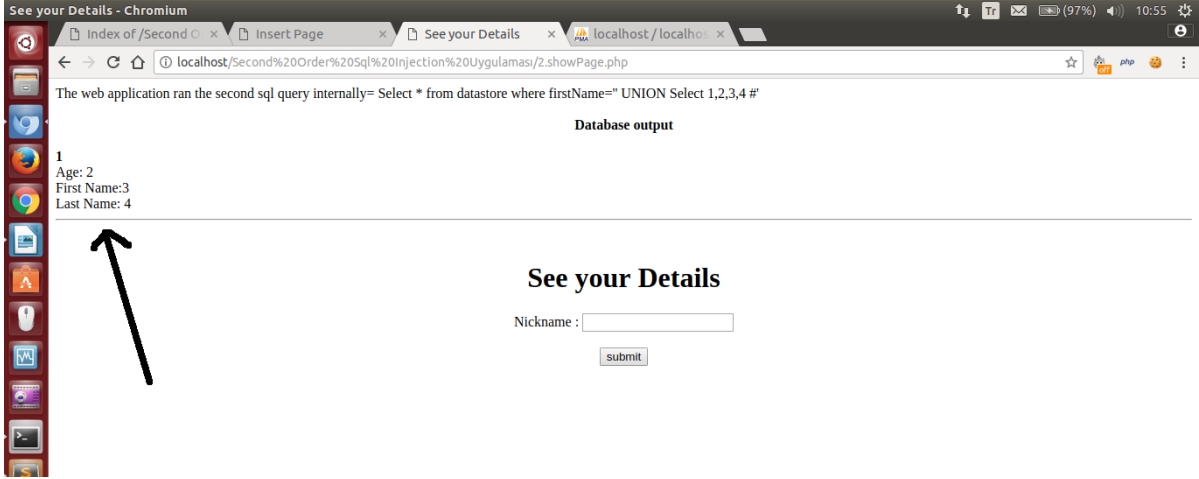 See your Details - Chromium
Tr (97%) 10:55
Index of /Second O × Insert Page × See your Details × PMA localhost / localhos ×
localhost/Second%20Order%20Sql%20Injection%20Uygulaması/2.showPage.php off php
The web application ran the second sql query internally= Select * from datastore where firstName='' UNION Select 1,2,3,4 #'
Database output
1
Age: 2
First Name:3
Last Name: 4
See your Details
Nickname :
submit